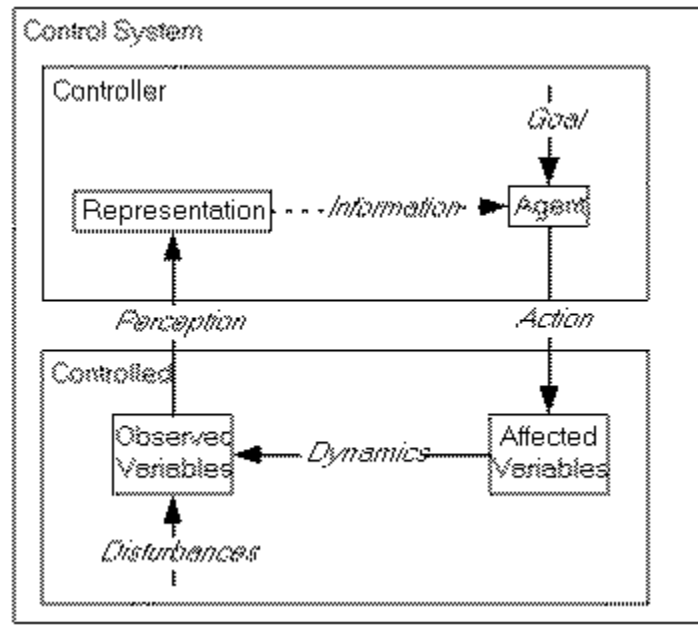 Control System
Controller
Goal
Representation
Information
Agent
Perception
Action
Controlled
Observed
Variables
Dynamics
Affected
Variables
Disturbances